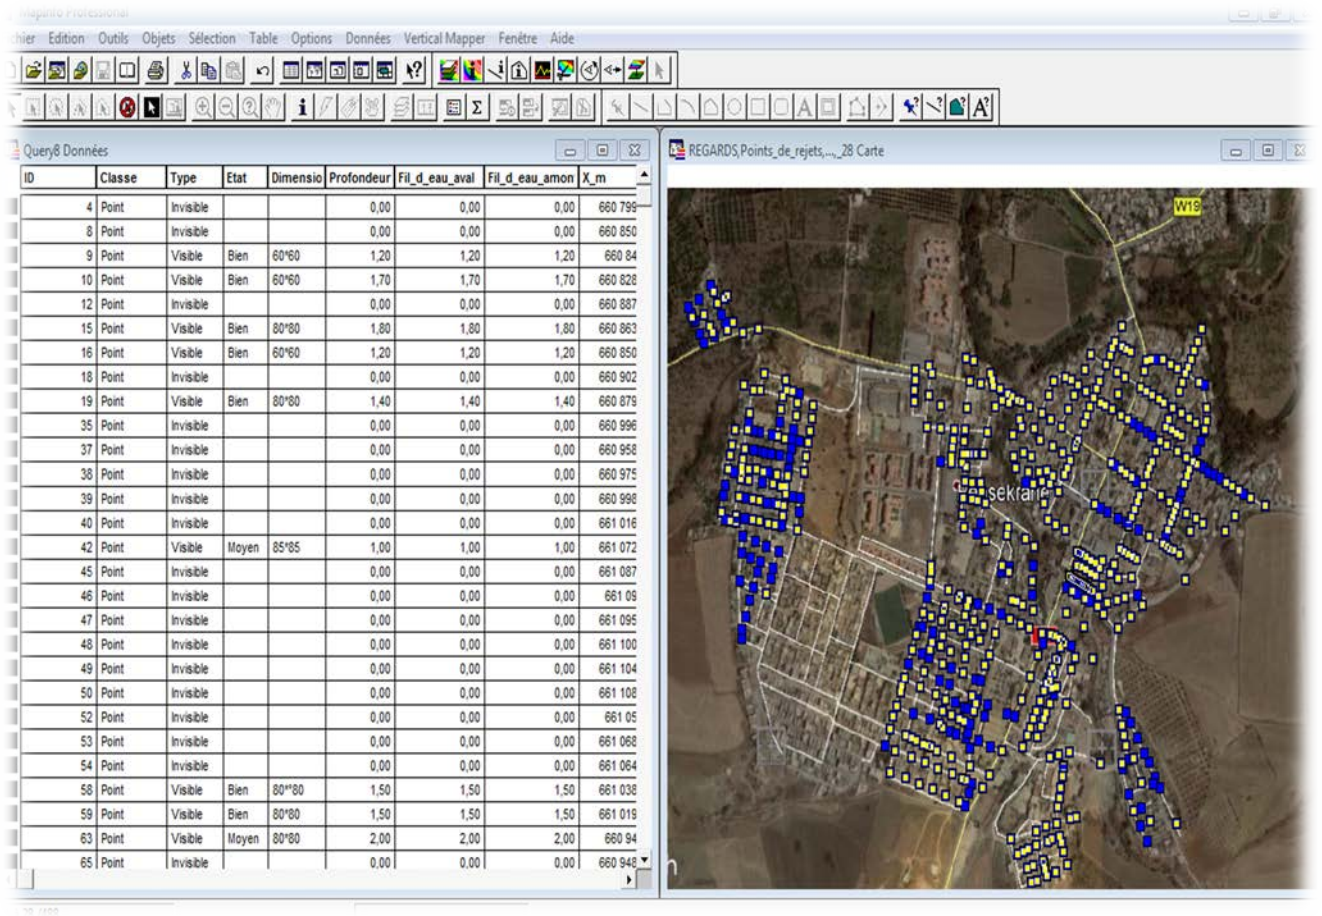 MapInfo Professional
chier Edition Outils Objets Sélection Table Options Données Vertical Mapper Fenêtre Aide
Query8 Données
ID Classe Type Etat Dimensio Profondeur Fil_d_eau_aval Fil_d_eau_amon X_m
4 Point Invisible 0,00 0,00 0,00 660 799
8 Point Invisible 0,00 0,00 0,00 660 850
9 Point Visible Bien 60*60 1,20 1,20 1,20 660 84
10 Point Visible Bien 60*60 1,70 1,70 1,70 660 828
12 Point Invisible 0,00 0,00 0,00 660 887
15 Point Visible Bien 80*80 1,80 1,80 1,80 660 863
16 Point Visible Bien 60*60 1,20 1,20 1,20 660 850
18 Point Invisible 0,00 0,00 0,00 660 902
19 Point Visible Bien 80*80 1,40 1,40 1,40 660 879
35 Point Invisible 0,00 0,00 0,00 660 996
37 Point Invisible 0,00 0,00 0,00 660 958
38 Point Invisible 0,00 0,00 0,00 660 975
39 Point Invisible 0,00 0,00 0,00 660 998
40 Point Invisible 0,00 0,00 0,00 661 016
42 Point Visible Moyen 85*85 1,00 1,00 1,00 661 072
45 Point Invisible 0,00 0,00 0,00 661 087
46 Point Invisible 0,00 0,00 0,00 661 09
47 Point Invisible 0,00 0,00 0,00 661 095
48 Point Invisible 0,00 0,00 0,00 661 100
49 Point Invisible 0,00 0,00 0,00 661 104
50 Point Invisible 0,00 0,00 0,00 661 108
52 Point Invisible 0,00 0,00 0,00 661 05
53 Point Invisible 0,00 0,00 0,00 661 068
54 Point Invisible 0,00 0,00 0,00 661 064
58 Point Visible Bien 80**80 1,50 1,50 1,50 661 038
59 Point Visible Bien 80*80 1,50 1,50 1,50 661 019
63 Point Visible Moyen 80*80 2,00 2,00 2,00 660 94
65 Point Invisible 0,00 0,00 0,00 660 948
REGARDS,Points_de_rejets,...,_28 Carte
W19
sekrane